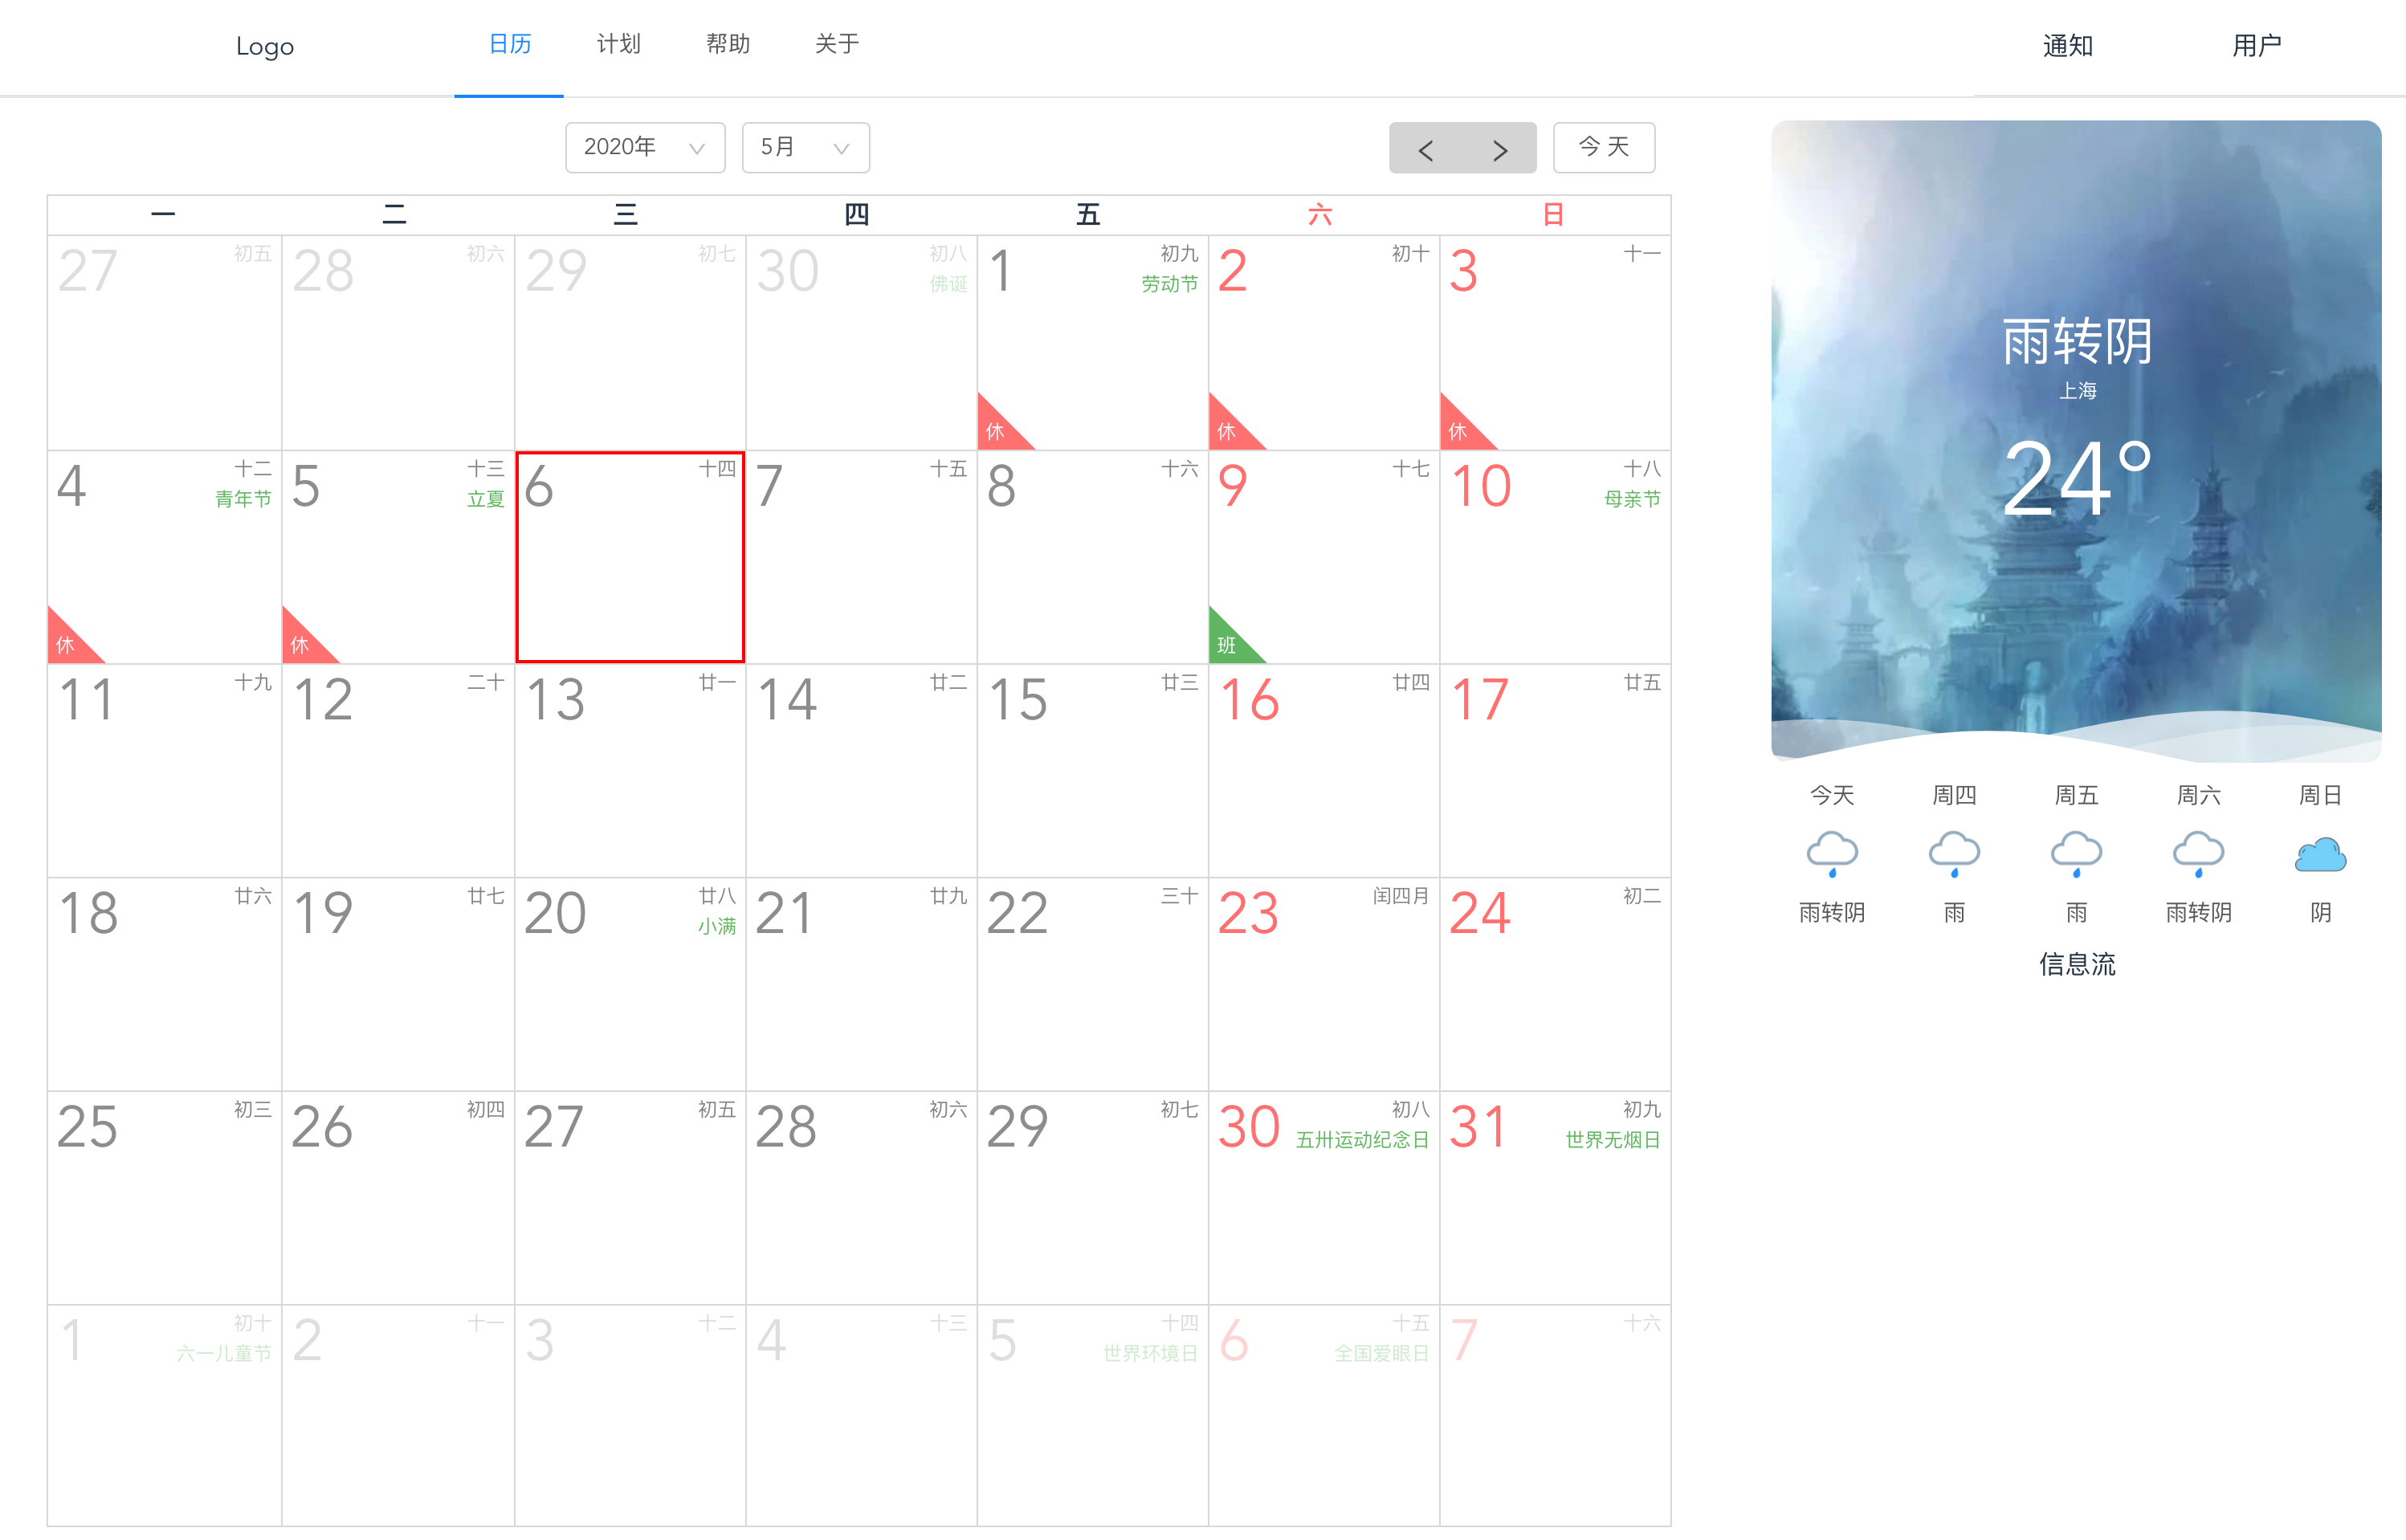 Logo 日历 计划 帮助 关于 通知 用户
2020年 5月 < > 今 天
一 二 三 四 五 六 日
27 初五 28 初六 29 初七 30 初八 1 初九 2 初十 3 十一
佛诞 劳动节
休 休 休
4 十二 5 十三 6 十四 7 十五 8 十六 9 十七 10 十八
青年节 立夏 母亲节
休 休 班
11 十九 12 二十 13 廿一 14 廿二 15 廿三 16 廿四 17 廿五
18 廿六 19 廿七 20 廿八 21 廿九 22 三十 23 闰四月 24 初二
小满
25 初三 26 初四 27 初五 28 初六 29 初七 30 初八 31 初九
五卅运动纪念日 世界无烟日
1 初十 2 十一 3 十二 4 十三 5 十四 6 十五 7 十六
六一儿童节 世界环境日 全国爱眼日
雨转阴
上海
24°
今天 周四 周五 周六 周日
雨转阴 雨 雨 雨转阴 阴
信息流